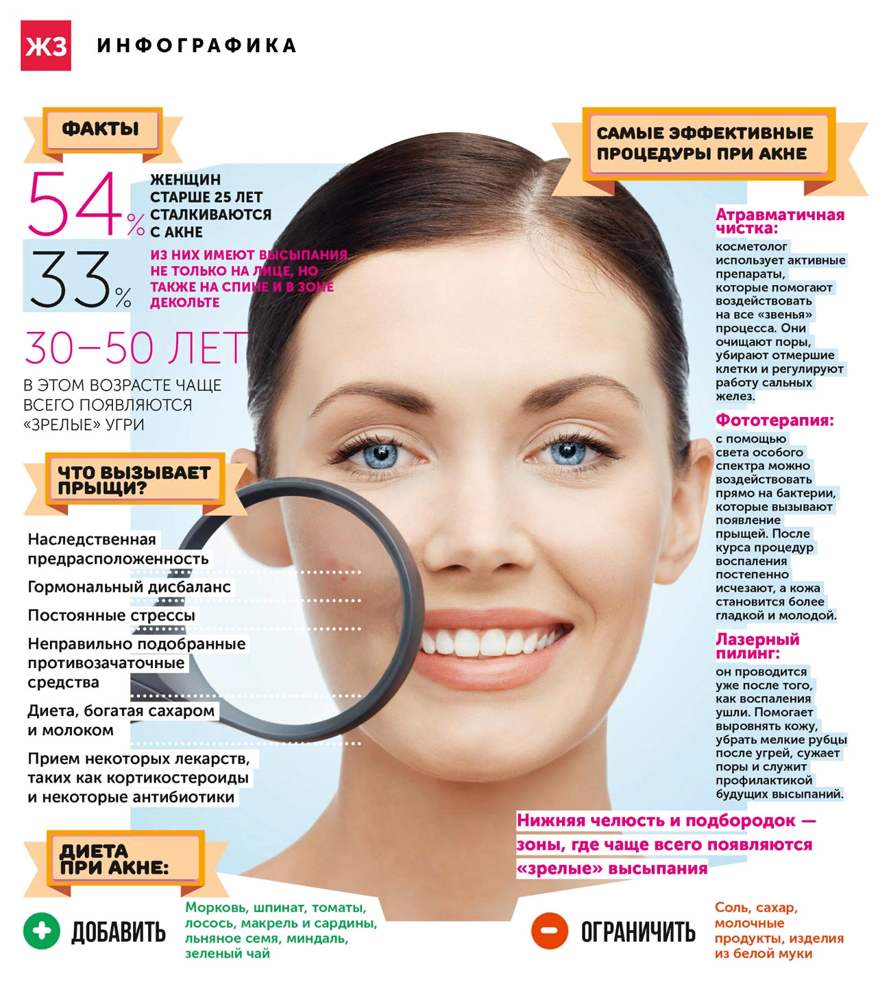 ЖЗ
ИНФОГРАФИКА
ФАКТЫ
54%
ЖЕНЩИН
СТАРШЕ 25 ЛЕТ
СТАЛКИВАЮТСЯ
С АКНЕ
33%
ИЗ НИХ ИМЕЮТ ВЫСЫПАНИЯ
НЕ ТОЛЬКО НА ЛИЦЕ, НО
ТАКЖЕ НА СПИНЕ И В ЗОНЕ
ДЕКОЛЬТЕ
30–50 ЛЕТ
В ЭТОМ ВОЗРАСТЕ ЧАЩЕ
ВСЕГО ПОЯВЛЯЮТСЯ
«ЗРЕЛЫЕ» УГРИ
ЧТО ВЫЗЫВАЕТ
ПРЫЩИ?
Наследственная
предрасположенность
Гормональный дисбаланс
Постоянные стрессы
Неправильно подобранные
противозачаточные
средства
Диета, богатая сахаром
и молоком
Прием некоторых лекарств,
таких как кортикостероиды
и некоторые антибиотики
САМЫЕ ЭФФЕКТИВНЫЕ
ПРОЦЕДУРЫ ПРИ АКНЕ
Атравматичная
чистка:
косметолог
использует активные
препараты,
которые помогают
воздействовать
на все «звенья»
процесса. Они
очищают поры,
убирают отмершие
клетки и регулируют
работу сальных
желез.
Фототерапия:
с помощью
света особого
спектра можно
воздействовать
прямо на бактерии,
которые вызывают
появление
прыщей. После
курса процедур
воспаления
постепенно
исчезают, а кожа
становится более
гладкой и молодой.
Лазерный
пилинг:
он проводится
уже после того,
как воспаления
ушли. Помогает
выровнять кожу,
убрать мелкие рубцы
после угрей, сужает
поры и служит
профилактикой
будущих высыпаний.
Нижняя челюсть и подбородок —
зоны, где чаще всего появляются
«зрелые» высыпания
ДИЕТА
ПРИ АКНЕ:
+ ДОБАВИТЬ
Морковь, шпинат, томаты,
лосось, макрель и сардины,
льняное семя, миндаль,
зеленый чай
– ОГРАНИЧИТЬ
Соль, сахар,
молочные
продукты, изделия
из белой муки